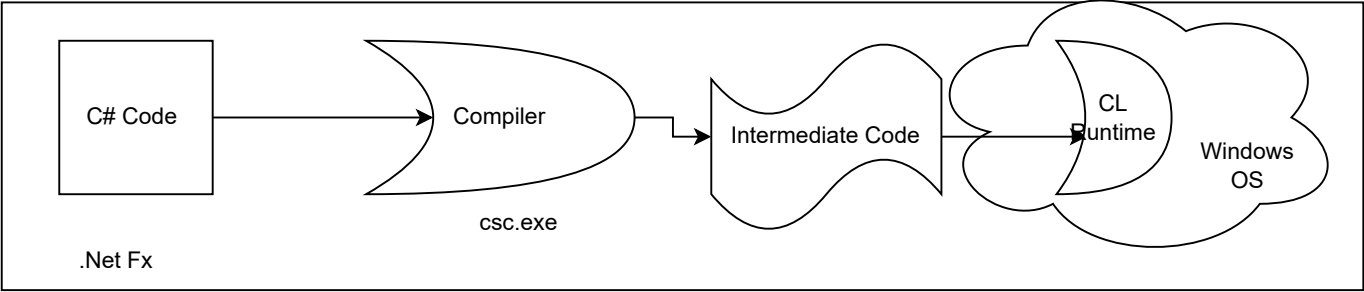 C# Code
Compiler
csc.exe
Intermediate Code
CL
Runtime
Windows
OS
.Net Fx